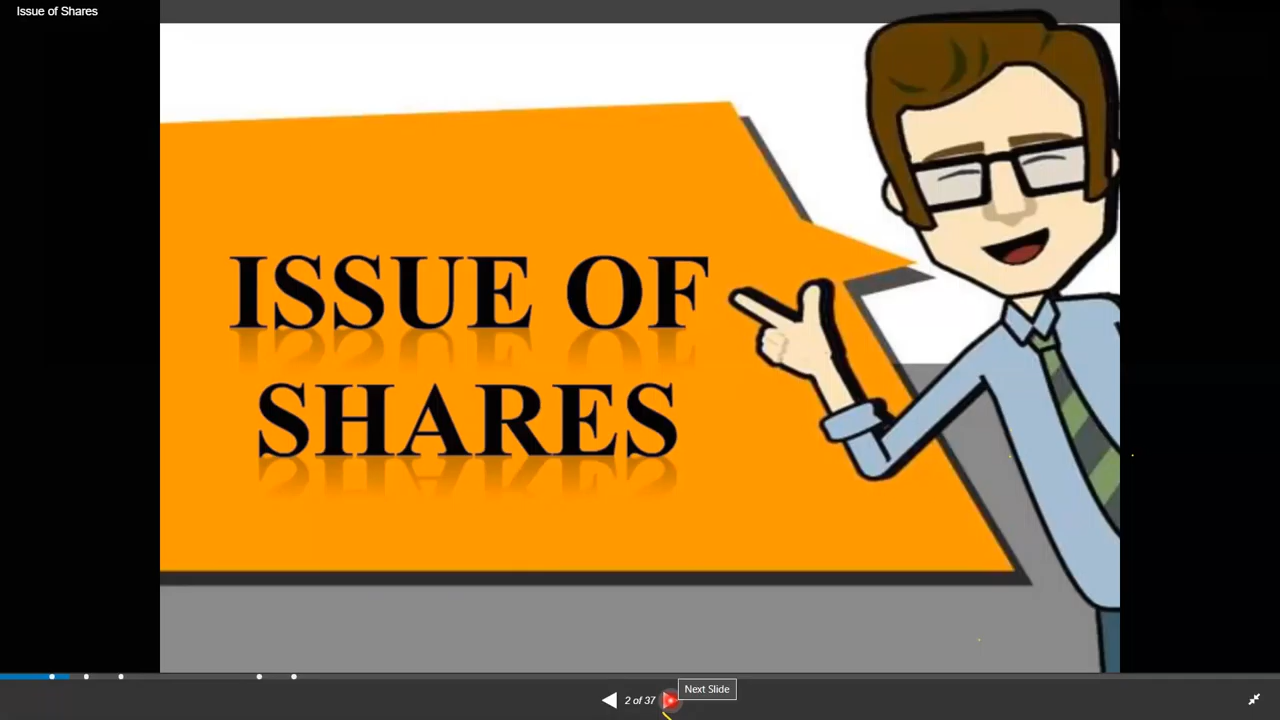 Issue of Shares
ISSUE OF
SHARES
2 of 37
Next Slide